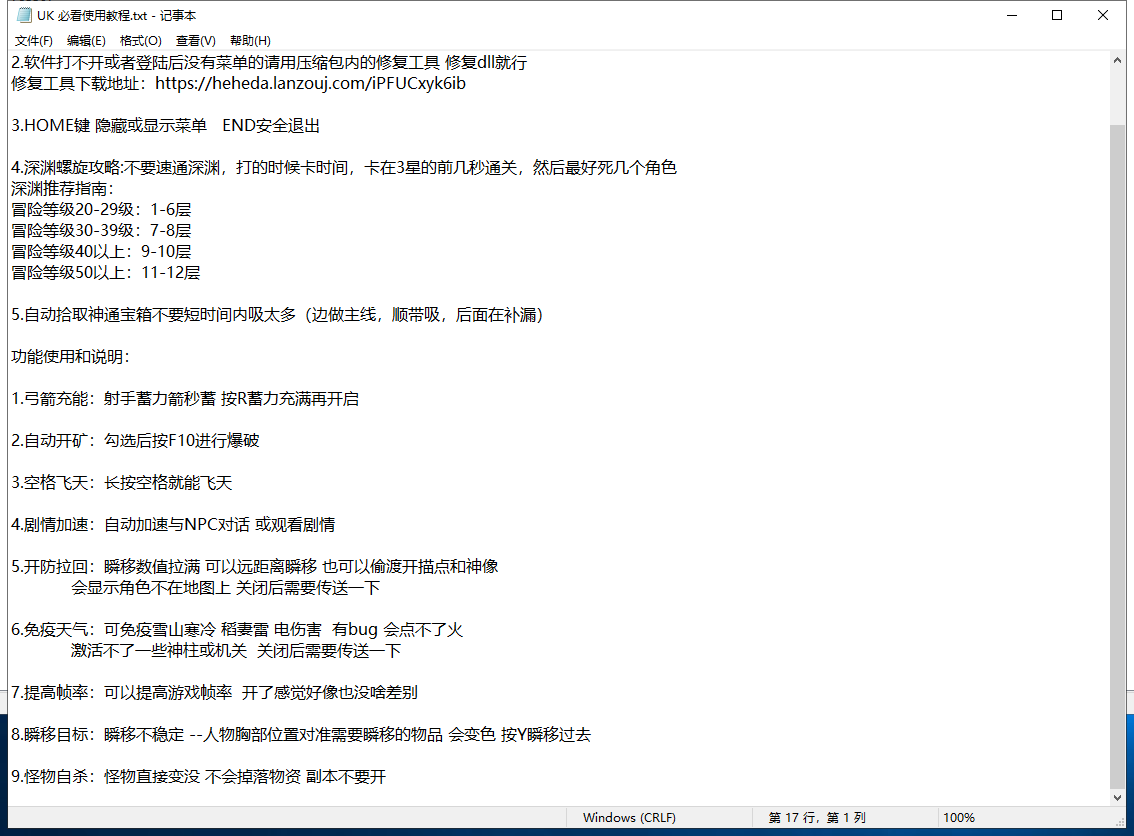 UK 必看使用教程.txt - 记事本
文件(F) 编辑(E) 格式(O) 查看(V) 帮助(H)
2.软件打不开或者登陆后没有菜单的请用压缩包内的修复工具 修复dll就行
修复工具下载地址：https://heheda.lanzouj.com/iPFUCxyk6ib
3.HOME键 隐藏或显示菜单 END安全退出
4.深渊螺旋攻略:不要速通深渊，打的时候卡时间，卡在3星的前几秒通关，然后最好死几个角色
深渊推荐指南：
冒险等级20-29级：1-6层
冒险等级30-39级：7-8层
冒险等级40以上：9-10层
冒险等级50以上：11-12层
5.自动拾取神通宝箱不要短时间内吸太多（边做主线，顺带吸，后面在补漏）
功能使用和说明：
1.弓箭充能：射手蓄力箭秒蓄 按R蓄力充满再开启
2.自动开矿：勾选后按F10进行爆破
3.空格飞天：长按空格就能飞天
4.剧情加速：自动加速与NPC对话 或观看剧情
5.开防拉回：瞬移数值拉满 可以远距离瞬移 也可以偷渡开描点和神像
会显示角色不在地图上 关闭后需要传送一下
6.免疫天气：可免疫雪山寒冷 稻妻雷 电伤害 有bug 会点不了火
激活不了一些神柱或机关 关闭后需要传送一下
7.提高帧率：可以提高游戏帧率 开了感觉好像也没啥差别
8.瞬移目标：瞬移不稳定 --人物胸部位置对准需要瞬移的物品 会变色 按Y瞬移过去
9.怪物自杀：怪物直接变没 不会掉落物资 副本不要开
Windows (CRLF) 第 17 行，第 1 列 100%